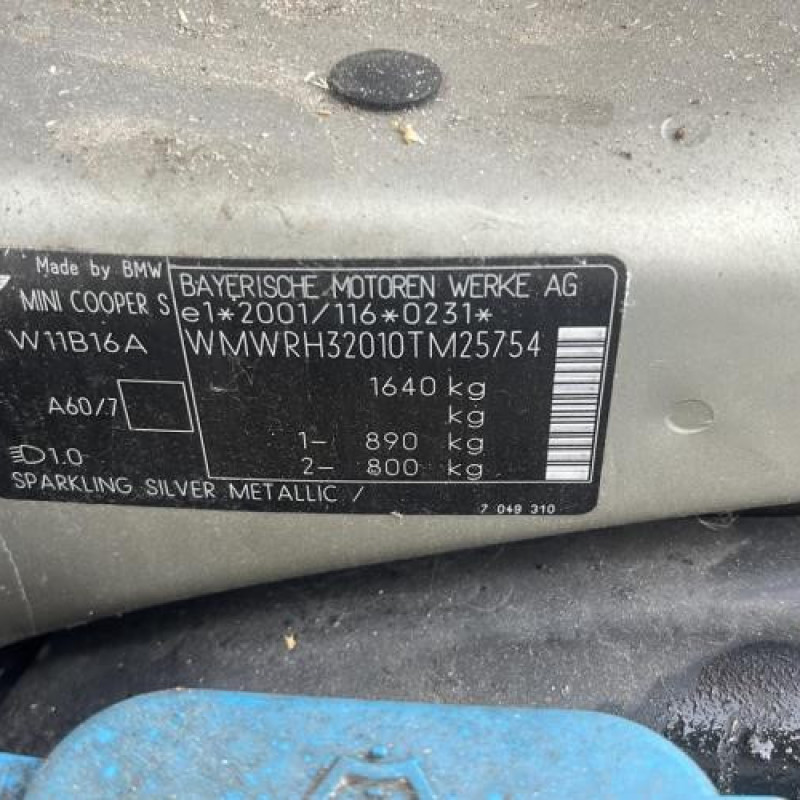 Made by BMW
MINI COOPER S
W11B16A
A60/7
1.0
BAYERISCHE MOTOREN WERKE AG
e1*2001/116*0231*
WMWRH32010TM25754
1640 kg
kg
1- 890 kg
2- 800 kg
SPARKLING SILVER METALLIC /
7 049 310